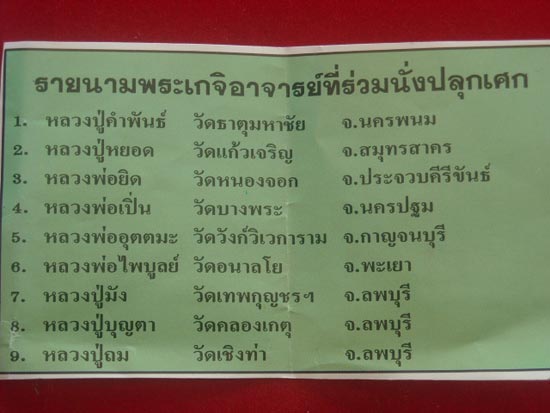 รายนามพระเกจิอาจารย์ที่ร่วมนั่งปลุกเศก
1. หลวงปู่คำพันธ์ วัดธาตุมหาชัย จ.นครพนม
2. หลวงปู่หยอด วัดแก้วเจริญ จ.สมุทรสาคร
3. หลวงพ่อยิด วัดหนองจอก จ.ประจวบคีรีขันธ์
4. หลวงพ่อเปิ่น วัดบางพระ จ.นครปฐม
5. หลวงพ่ออุตตมะ วัดวังก์วิเวการาม จ.กาญจนบุรี
6. หลวงพ่อไพบูลย์ วัดอนาลโย จ.พะเยา
7. หลวงปู่มัง วัดเทพกุญชรฯ จ.ลพบุรี
8. หลวงปู่บุญตา วัดคลองเกตุ จ.ลพบุรี
9. หลวงปู่ถม วัดเชิงท่า จ.ลพบุรี